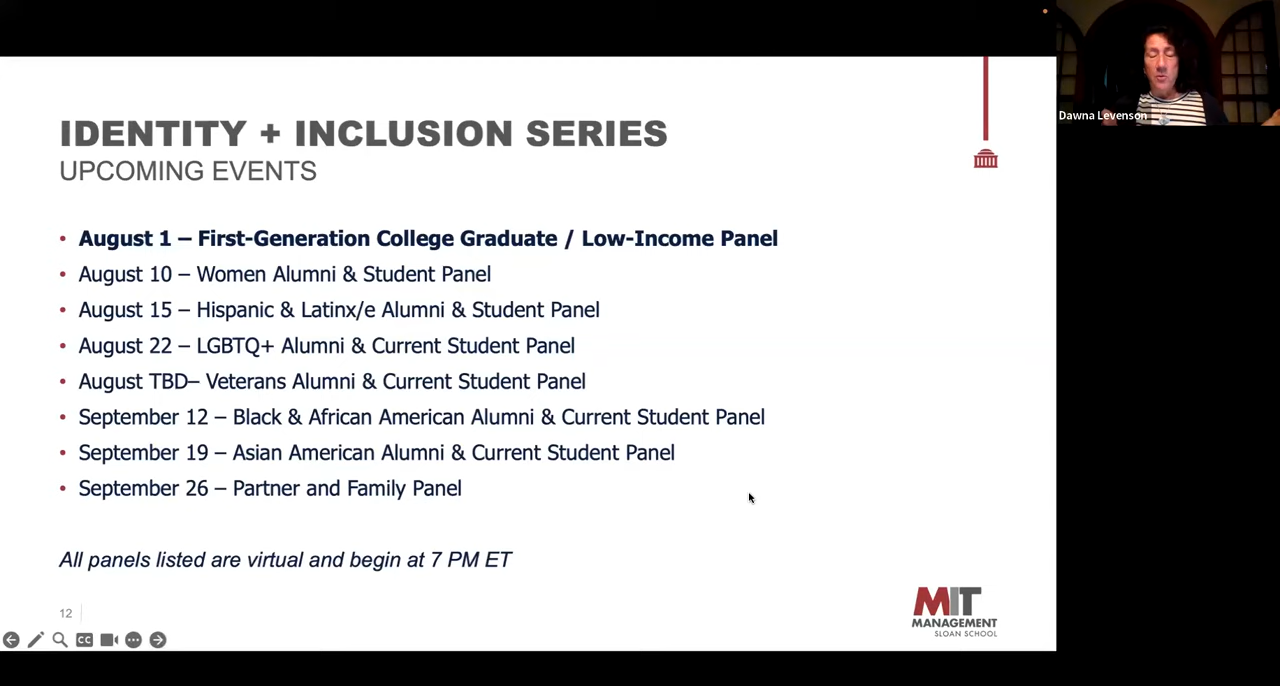 IDENTITY + INCLUSION SERIES
UPCOMING EVENTS
• August 1 – First-Generation College Graduate / Low-Income Panel
• August 10 – Women Alumni & Student Panel
• August 15 – Hispanic & Latinx/e Alumni & Student Panel
• August 22 – LGBTQ+ Alumni & Current Student Panel
• August TBD– Veterans Alumni & Current Student Panel
• September 12 – Black & African American Alumni & Current Student Panel
• September 19 – Asian American Alumni & Current Student Panel
• September 26 – Partner and Family Panel
All panels listed are virtual and begin at 7 PM ET
12
CC
MIT
MANAGEMENT
SLOAN SCHOOL
Dawna Levenson